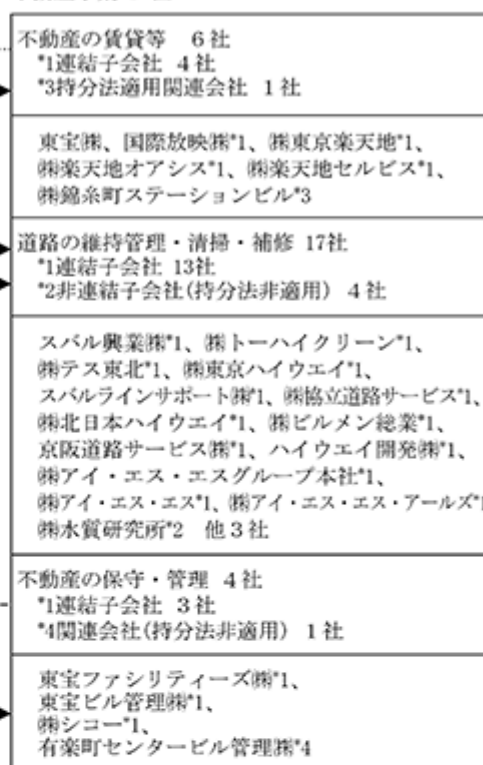 不動産の賃貸等 6社
*1連結子会社 4社
*3持分法適用関連会社 1社
東宝㈱、国際放映㈱*1、㈱東京楽天地*1、
㈱楽天地オアシス*1、㈱楽天地セルビス*1、
㈱錦糸町ステーションビル*3
道路の維持管理・清掃・補修 17社
*1連結子会社 13社
*2非連結子会社(持分法非適用) 4社
スバル興業㈱*1、㈱トーハイクリーン*1、
㈱テス東北*1、㈱東京ハイウエイ*1、
スバルラインサポート㈱*1、㈱協立道路サービス*1、
㈱北日本ハイウエイ*1、㈱ビルメン総業*1、
京阪道路サービス㈱*1、ハイウエイ開発㈱*1、
㈱アイ・エス・エスグループ本社*1、
㈱アイ・エス・エス*1、㈱アイ・エス・エス・アールズ*1
㈱水質研究所*2 他3社
不動産の保守・管理 4社
*1連結子会社 3社
*4関連会社(持分法非適用) 1社
東宝ファシリティーズ㈱*1、
東宝ビル管理㈱*1、
㈱シコー*1、
有楽町センタービル管理㈱*4